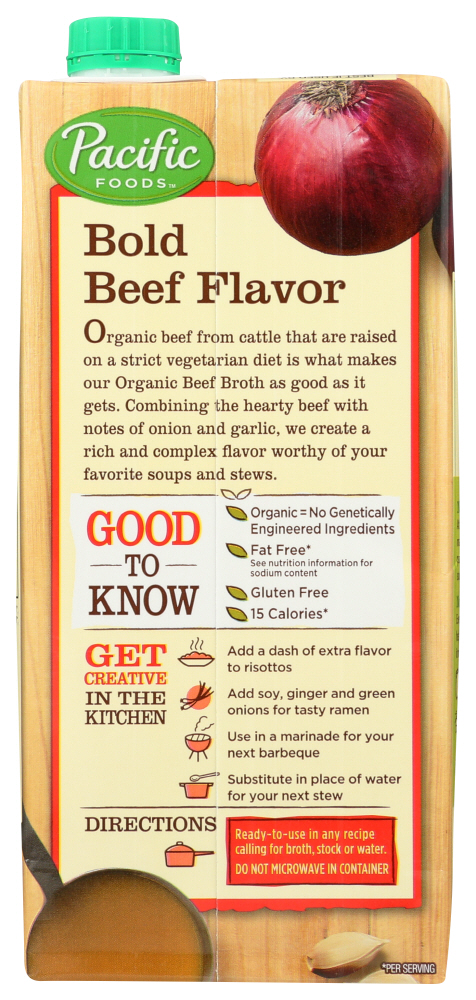 Pacific
FOODS™
Bold
Beef Flavor
Organic beef from cattle that are raised
on a strict vegetarian diet is what makes
our Organic Beef Broth as good as it
gets. Combining the hearty beef with
notes of onion and garlic, we create a
rich and complex flavor worthy of your
favorite soups and stews.
GOOD
TO
KNOW
Organic = No Genetically
Engineered Ingredients
Fat Free*
See nutrition information for
sodium content
Gluten Free
15 Calories*
GET
CREATIVE
IN THE
KITCHEN
Add a dash of extra flavor
to risottos
Add soy, ginger and green
onions for tasty ramen
Use in a marinade for your
next barbeque
Substitute in place of water
for your next stew
DIRECTIONS
Ready-to-use in any recipe
calling for broth, stock or water.
DO NOT MICROWAVE IN CONTAINER
*PER SERVING